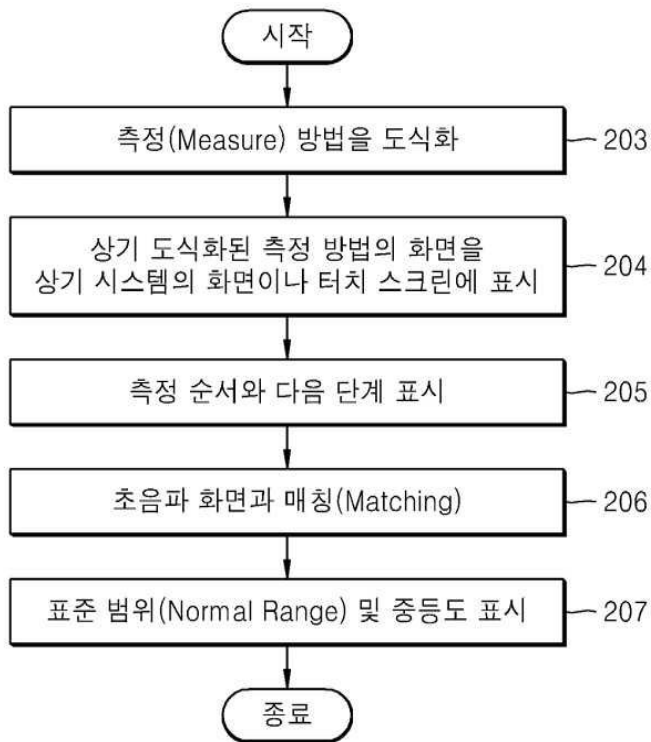 시작
측정(Measure) 방법을 도식화
203
상기 도식화된 측정 방법의 화면을
상기 시스템의 화면이나 터치 스크린에 표시
204
측정 순서와 다음 단계 표시
205
초음파 화면과 매칭(Matching)
206
표준 범위(Normal Range) 및 중등도 표시
207
종료